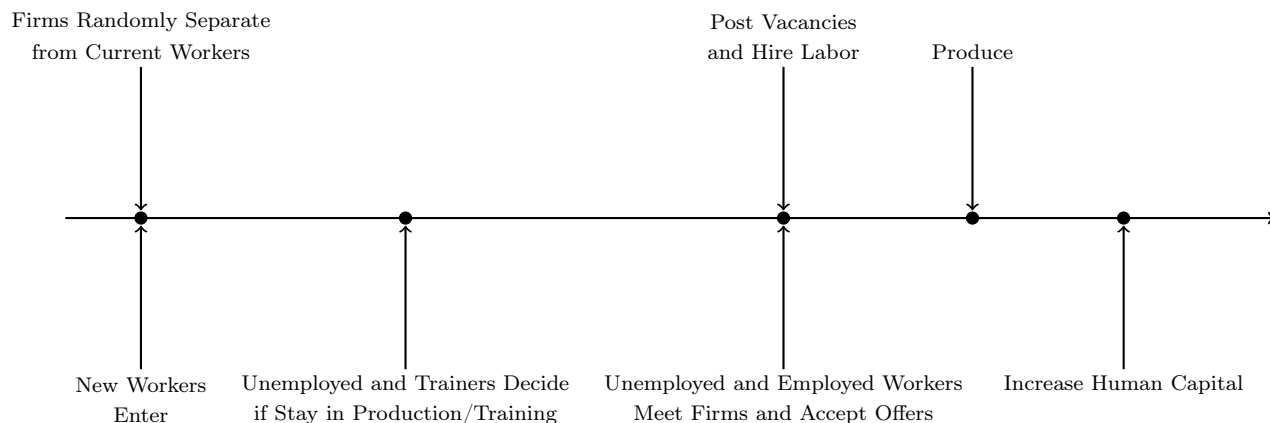 Firms Randomly Separate
from Current Workers
Post Vacancies
and Hire Labor
Produce
New Workers
Enter
Unemployed and Trainers Decide
if Stay in Production/Training
Unemployed and Employed Workers
Meet Firms and Accept Offers
Increase Human Capital